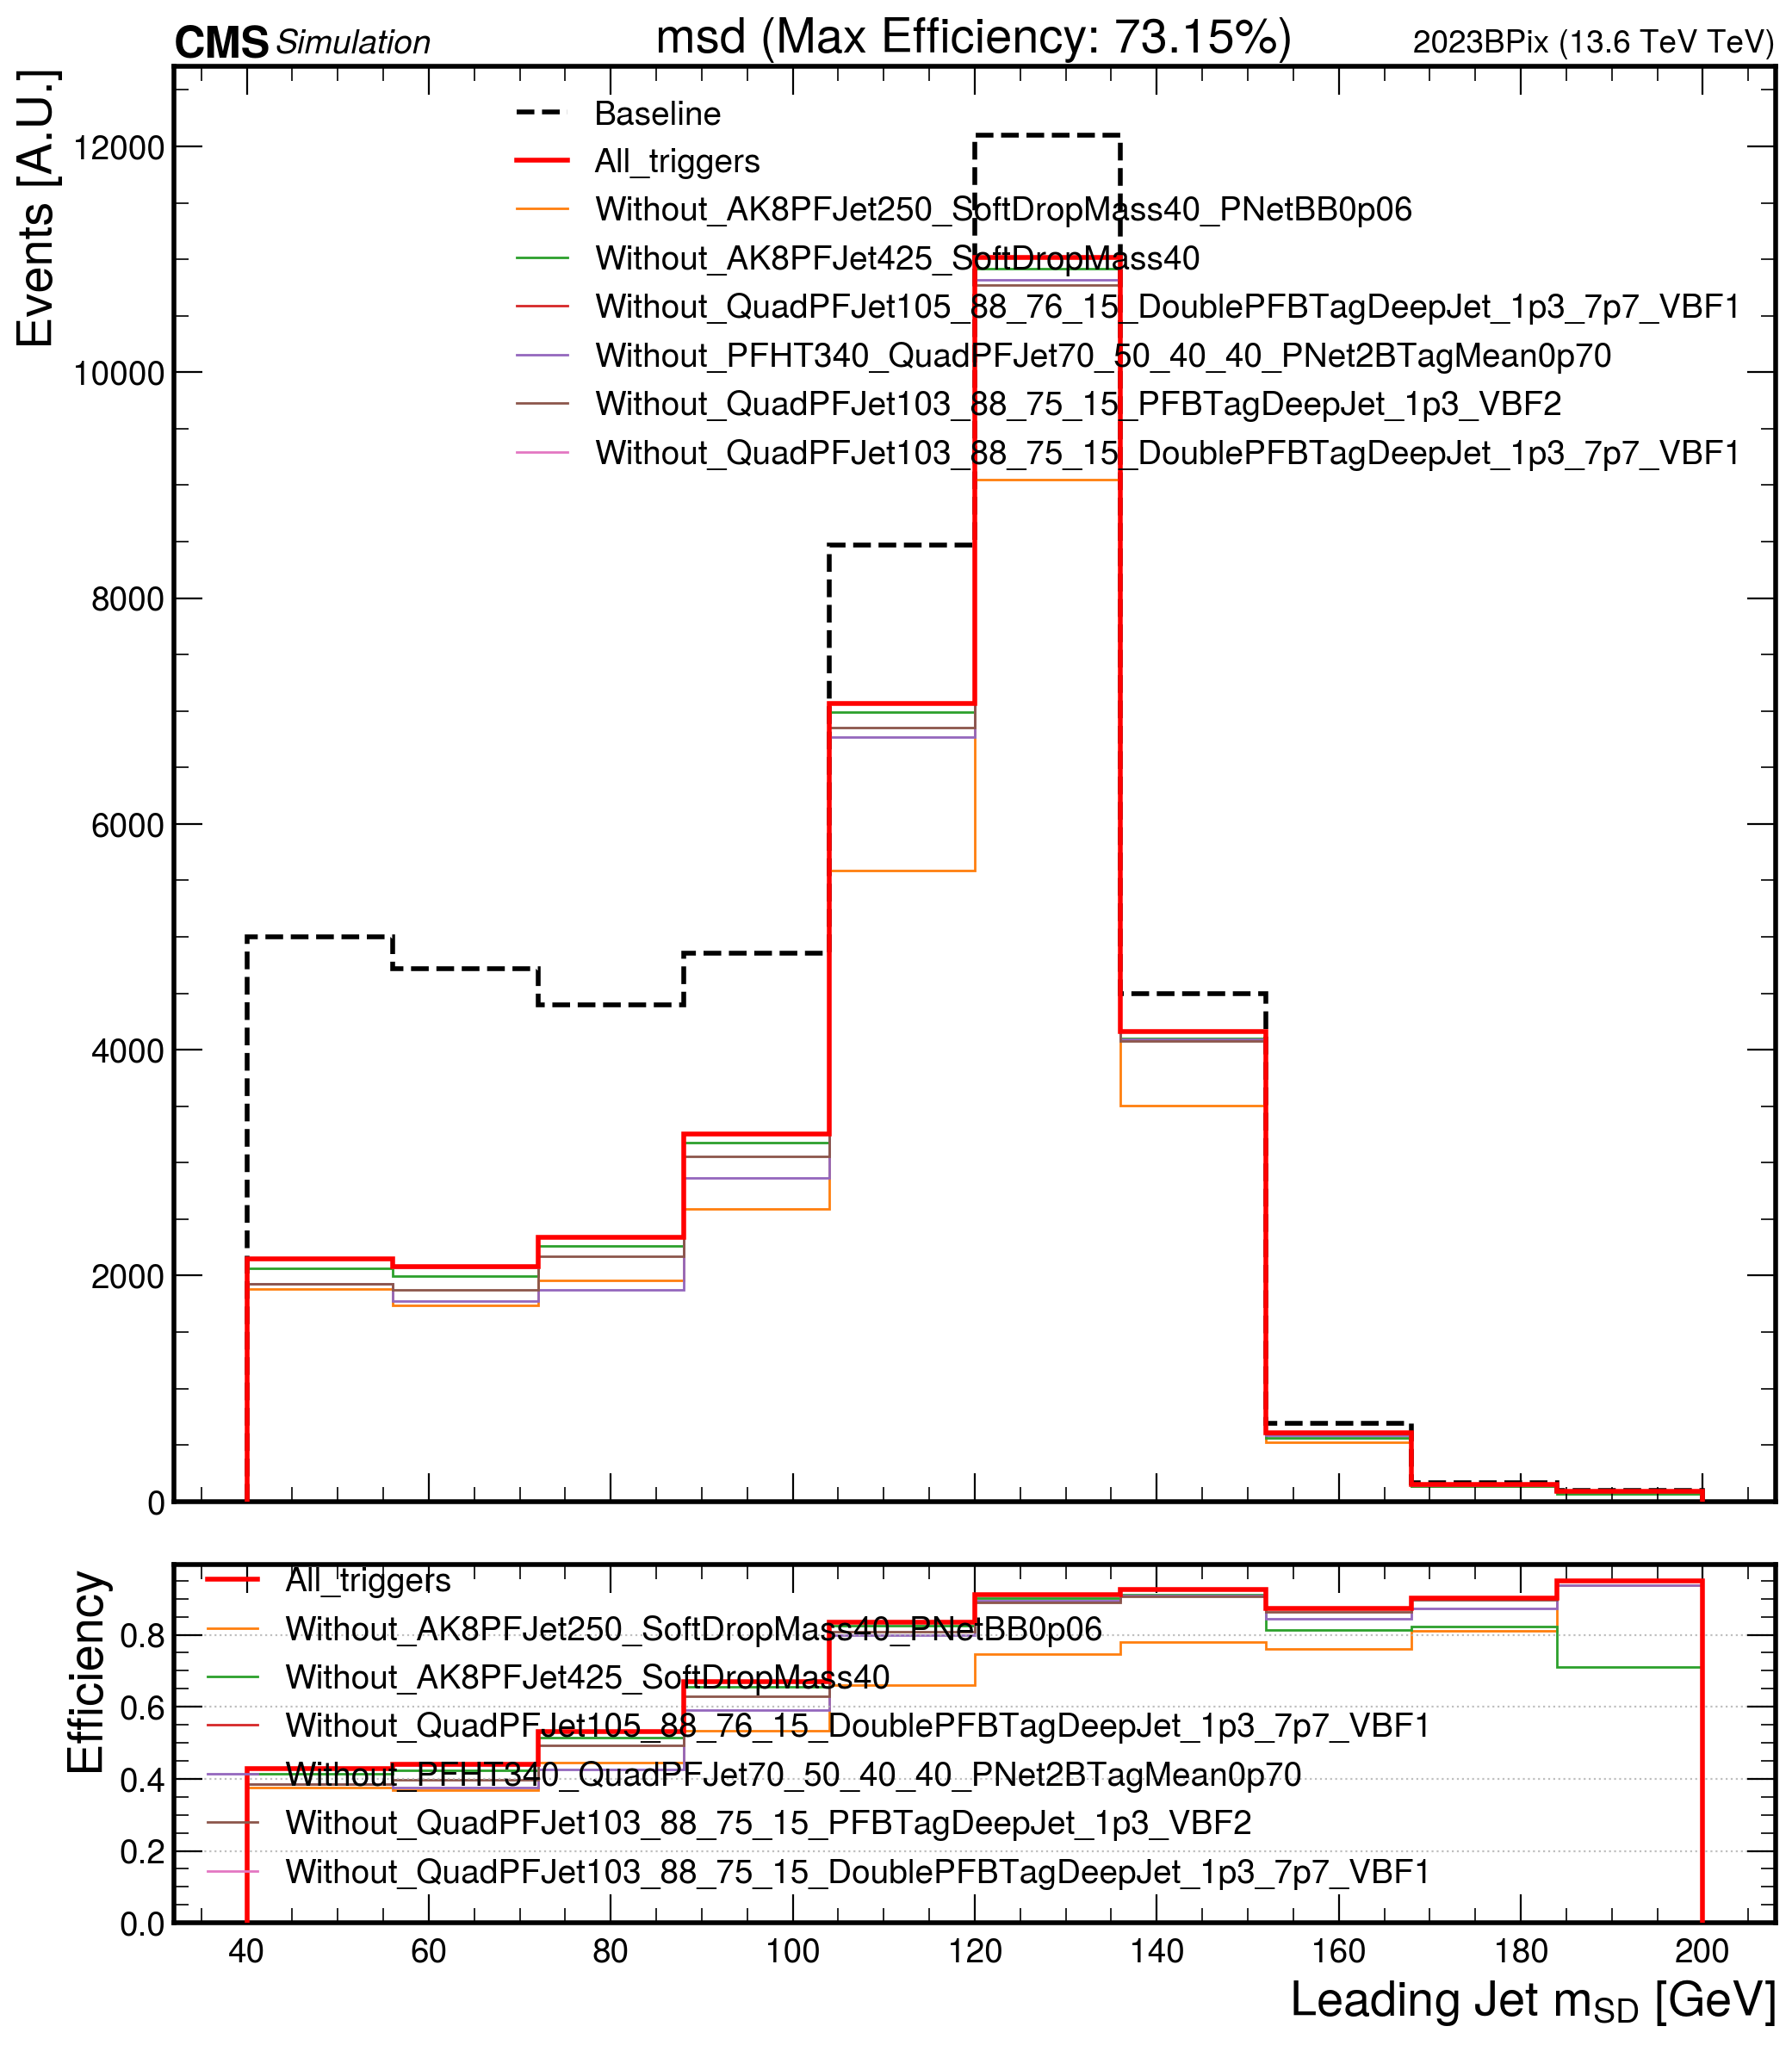 CMS Simulation msd (Max Efficiency: 73.15%) 2023BPix (13.6 TeV TeV)
Events [A.U.]
Baseline
All_triggers
Without_AK8PFJet250_SoftDropMass40_PNetBB0p06
Without_AK8PFJet425_SoftDropMass40
Without_QuadPFJet105_88_76_15_DoublePFBTagDeepJet_1p3_7p7_VBF1
Without_PFHT340_QuadPFJet70_50_40_40_PNet2BTagMean0p70
Without_QuadPFJet103_88_75_15_PFBTagDeepJet_1p3_VBF2
Without_QuadPFJet103_88_75_15_DoublePFBTagDeepJet_1p3_7p7_VBF1
12000
10000
8000
6000
4000
2000
0
Efficiency
All_triggers
Without_AK8PFJet250_SoftDropMass40_PNetBB0p06
Without_AK8PFJet425_SoftDropMass40
Without_QuadPFJet105_88_76_15_DoublePFBTagDeepJet_1p3_7p7_VBF1
Without_PFHT340_QuadPFJet70_50_40_40_PNet2BTagMean0p70
Without_QuadPFJet103_88_75_15_PFBTagDeepJet_1p3_VBF2
Without_QuadPFJet103_88_75_15_DoublePFBTagDeepJet_1p3_7p7_VBF1
0.8
0.6
0.4
0.2
0.0
40 60 80 100 120 140 160 180 200
Leading Jet mSD [GeV]